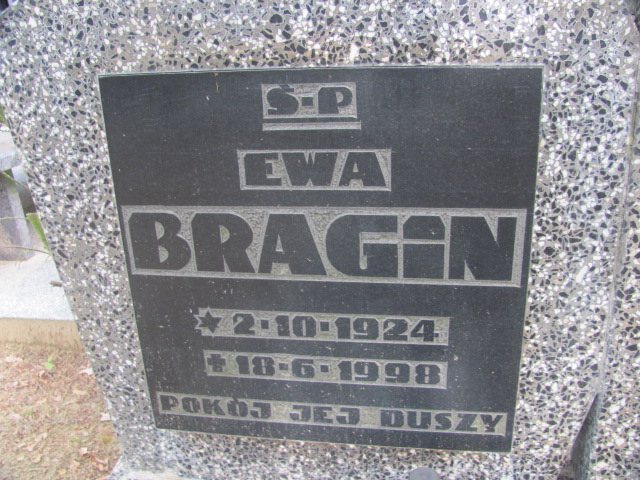 Ś-P
EWA
BRAGiN
✶ 2-10-1924
✝ 18-6-1998
POKÓJ JEJ DUSZY